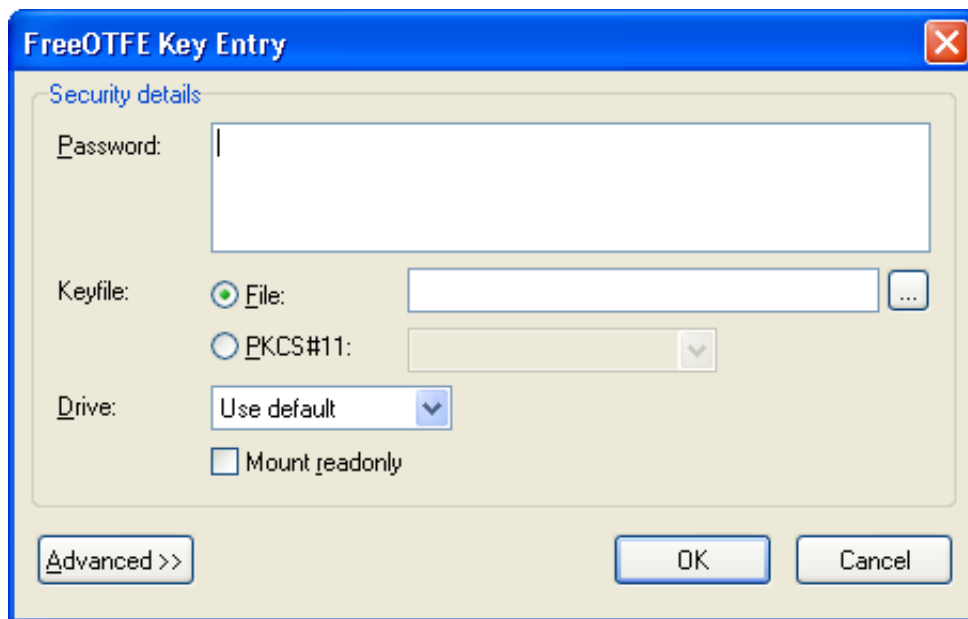 FreeOTFE Key Entry
Security details
Password:
Keyfile: File: ...
PKCS#11:
Drive: Use default
Mount readonly
Advanced >> OK Cancel